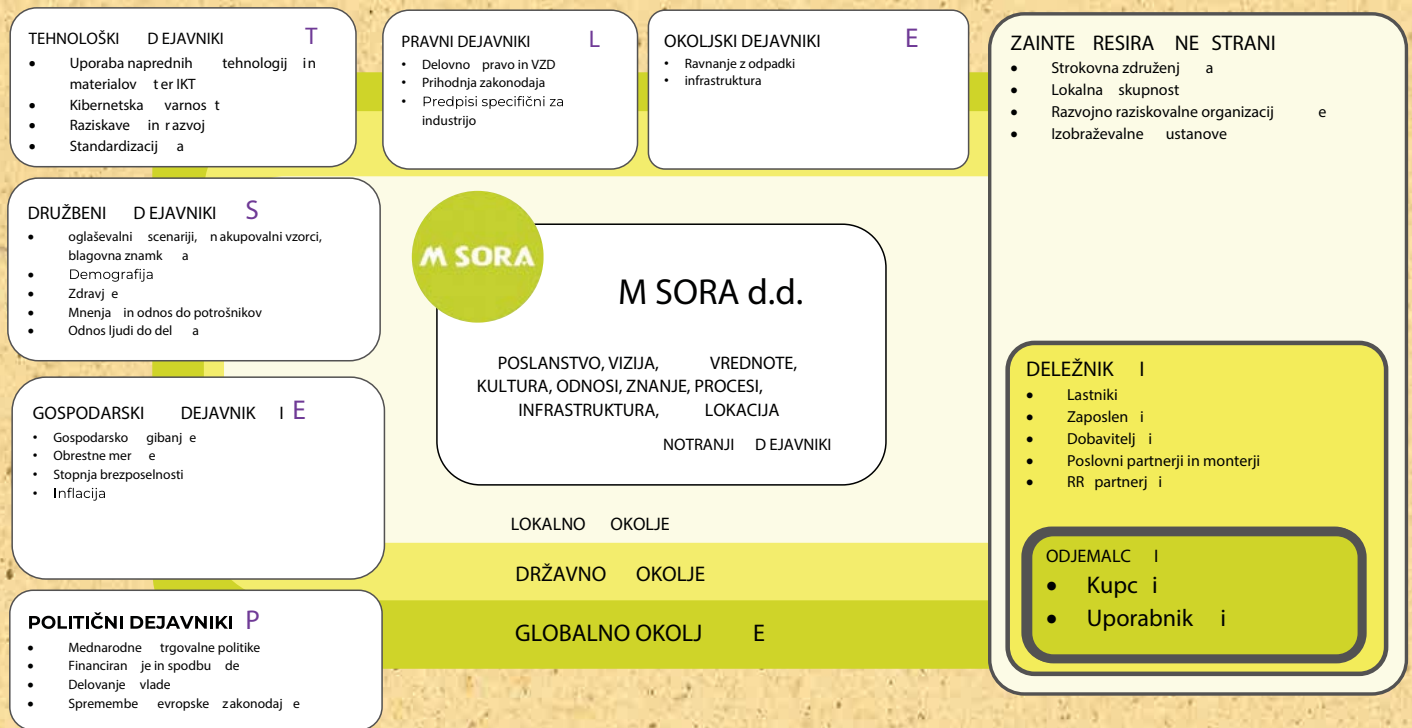 TEHNOLOŠKI DEJAVNIKI T
• Uporaba naprednih tehnologij in
materialov ter IKT
• Kibernetska varnost
• Raziskave in razvoj
• Standardizacija
PRAVNI DEJAVNIKI L
• Delovno pravo in VZD
• Prihodnja zakonodaja
• Predpisi specifični za
industrijo
OKOLJSKI DEJAVNIKI E
• Ravnanje z odpadki
• infrastruktura
ZAINTERESIRANE STRANI
• Strokovna združenja
• Lokalna skupnost
• Razvojno raziskovalne organizacije
• Izobraževalne ustanove
DRUŽBENI DEJAVNIKI S
• oglaševalni scenariji, nakupovalni vzorci,
blagovna znamka
• Demografija
• Zdravje
• Mnenja in odnos do potrošnikov
• Odnos ljudi do dela
M SORA
M SORA d.d.
POSLANSTVO, VIZIJA, VREDNOTE,
KULTURA, ODNOSI, ZNANJE, PROCESI,
INFRASTRUKTURA, LOKACIJA
NOTRANJI DEJAVNIKI
DELEŽNIKI
• Lastniki
• Zaposleni
• Dobavitelji
• Poslovni partnerji in monterji
• RR partnerji
GOSPODARSKI DEJAVNIKI E
• Gospodarsko gibanje
• Obrestne mere
• Stopnja brezposelnosti
• Inflacija
LOKALNO OKOLJE
DRŽAVNO OKOLJE
GLOBALNO OKOLJE
ODJEMALCI
• Kupci
• Uporabniki
POLITIČNI DEJAVNIKI P
• Mednarodne trgovalne politike
• Financiranje in spodbude
• Delovanje vlade
• Spremembe evropske zakonodaje